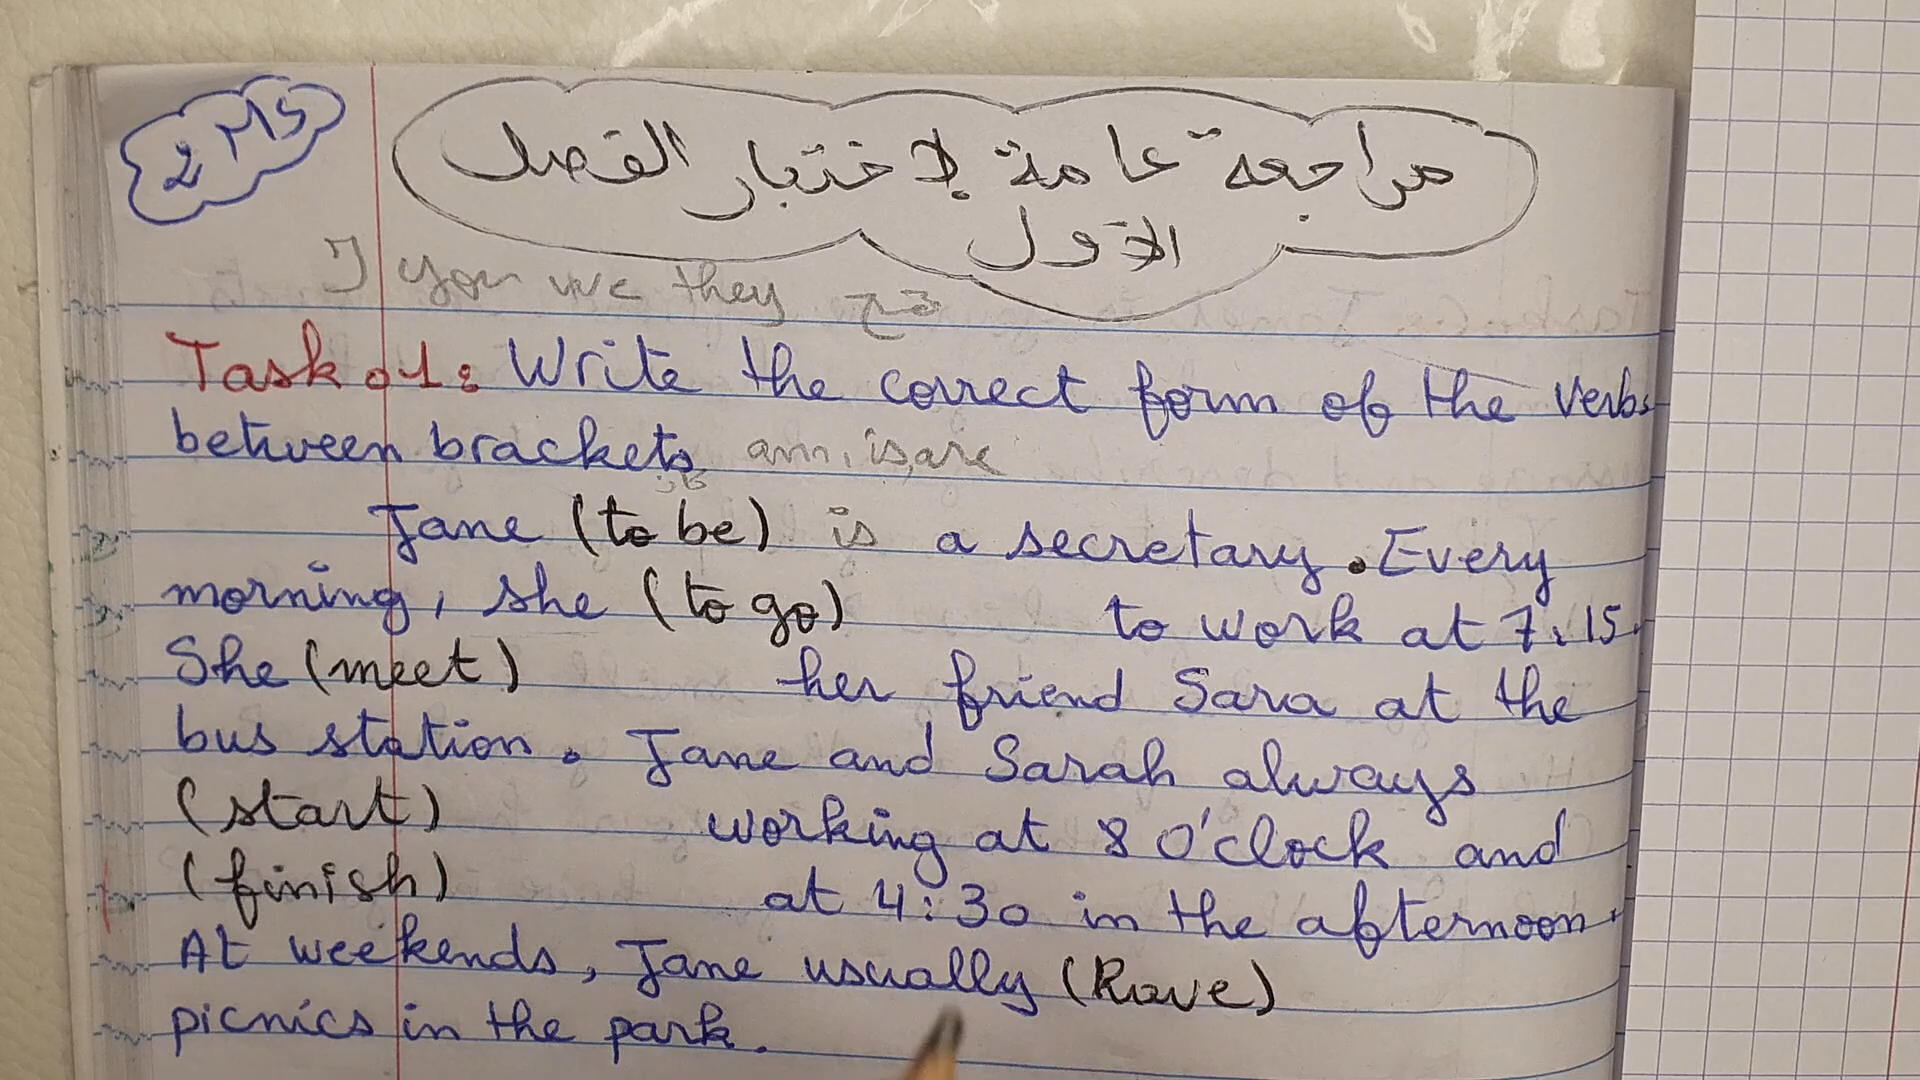 2 MS
مراجعة عامة لإختبار الفصل
الأول
I you we they مع
Task 01: Write the correct form of the verbs
between brackets am, is, are
Jane (to be) is a secretary. Every
morning, she (to go) to work at 7:15.
She (meet) her friend Sara at the
bus station. Jane and Sarah always
(start) working at 8 O'clock and
(finish) at 4:30 in the afternoon.
At weekends, Jane usually (have)
picnics in the park.